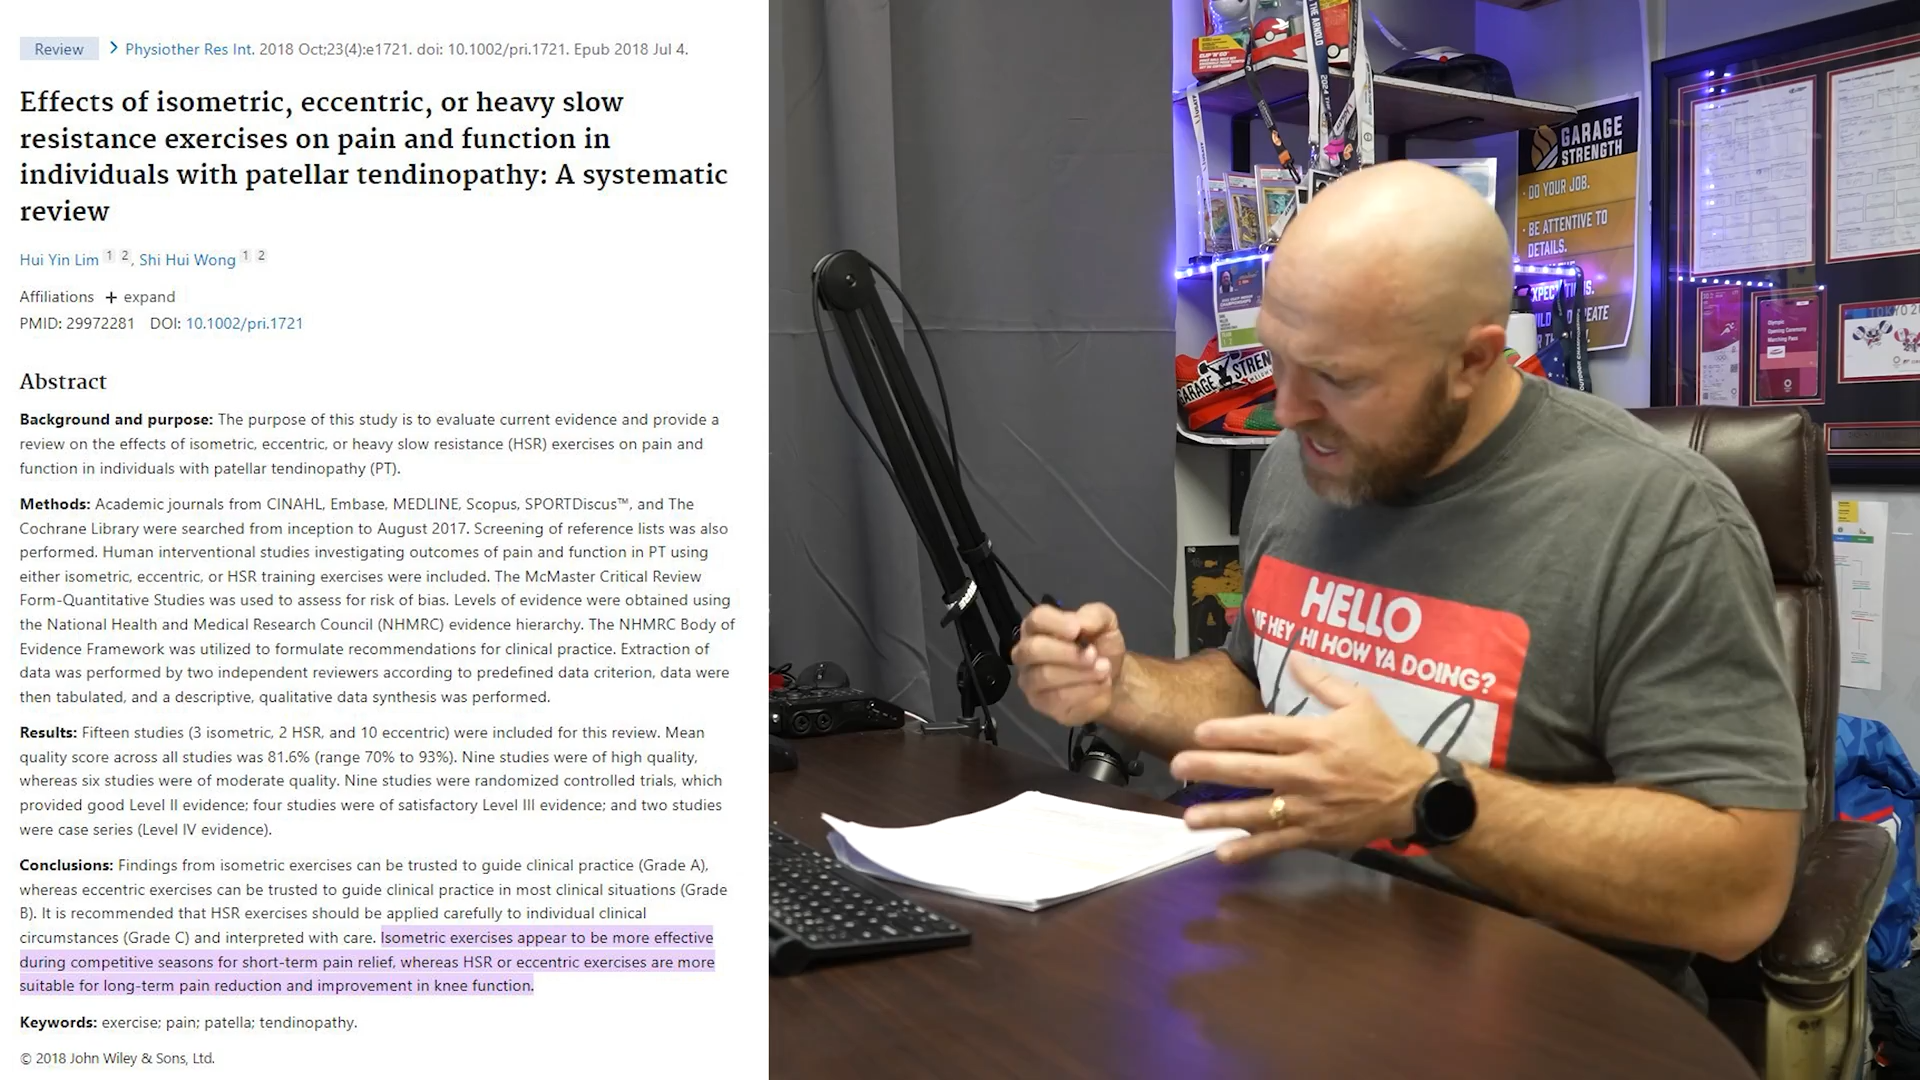 Review > Physiother Res Int. 2018 Oct;23(4):e1721. doi: 10.1002/pri.1721. Epub 2018 Jul 4.
Effects of isometric, eccentric, or heavy slow
resistance exercises on pain and function in
individuals with patellar tendinopathy: A systematic
review
Hui Yin Lim 1 2, Shi Hui Wong 1 2
Affiliations + expand
PMID: 29972281 DOI: 10.1002/pri.1721
Abstract
Background and purpose: The purpose of this study is to evaluate current evidence and provide a
review on the effects of isometric, eccentric, or heavy slow resistance (HSR) exercises on pain and
function in individuals with patellar tendinopathy (PT).
Methods: Academic journals from CINAHL, Embase, MEDLINE, Scopus, SPORTDiscus™, and The
Cochrane Library were searched from inception to August 2017. Screening of reference lists was also
performed. Human interventional studies investigating outcomes of pain and function in PT using
either isometric, eccentric, or HSR training exercises were included. The McMaster Critical Review
Form-Quantitative Studies was used to assess for risk of bias. Levels of evidence were obtained using
the National Health and Medical Research Council (NHMRC) evidence hierarchy. The NHMRC Body of
Evidence Framework was utilized to formulate recommendations for clinical practice. Extraction of
data was performed by two independent reviewers according to predefined data criterion, data were
then tabulated, and a descriptive, qualitative data synthesis was performed.
Results: Fifteen studies (3 isometric, 2 HSR, and 10 eccentric) were included for this review. Mean
quality score across all studies was 81.6% (range 70% to 93%). Nine studies were of high quality,
whereas six studies were of moderate quality. Nine studies were randomized controlled trials, which
provided good Level II evidence; four studies were of satisfactory Level III evidence; and two studies
were case series (Level IV evidence).
Conclusions: Findings from isometric exercises can be trusted to guide clinical practice (Grade A),
whereas eccentric exercises can be trusted to guide clinical practice in most clinical situations (Grade
B). It is recommended that HSR exercises should be applied carefully to individual clinical
circumstances (Grade C) and interpreted with care. Isometric exercises appear to be more effective
during competitive seasons for short-term pain relief, whereas HSR or eccentric exercises are more
suitable for long-term pain reduction and improvement in knee function.
Keywords: exercise; pain; patella; tendinopathy.
© 2018 John Wiley & Sons, Ltd.
THE ARNOLD
2024
GARAGE
STRENGTH
· DO YOUR JOB.
· BE ATTENTIVE TO
DETAILS.
GARAGE STREN
Olympic
Opening Ceremony
Marching Pass
TOKYO 2
HELLO
HEY HI HOW YA DOING?